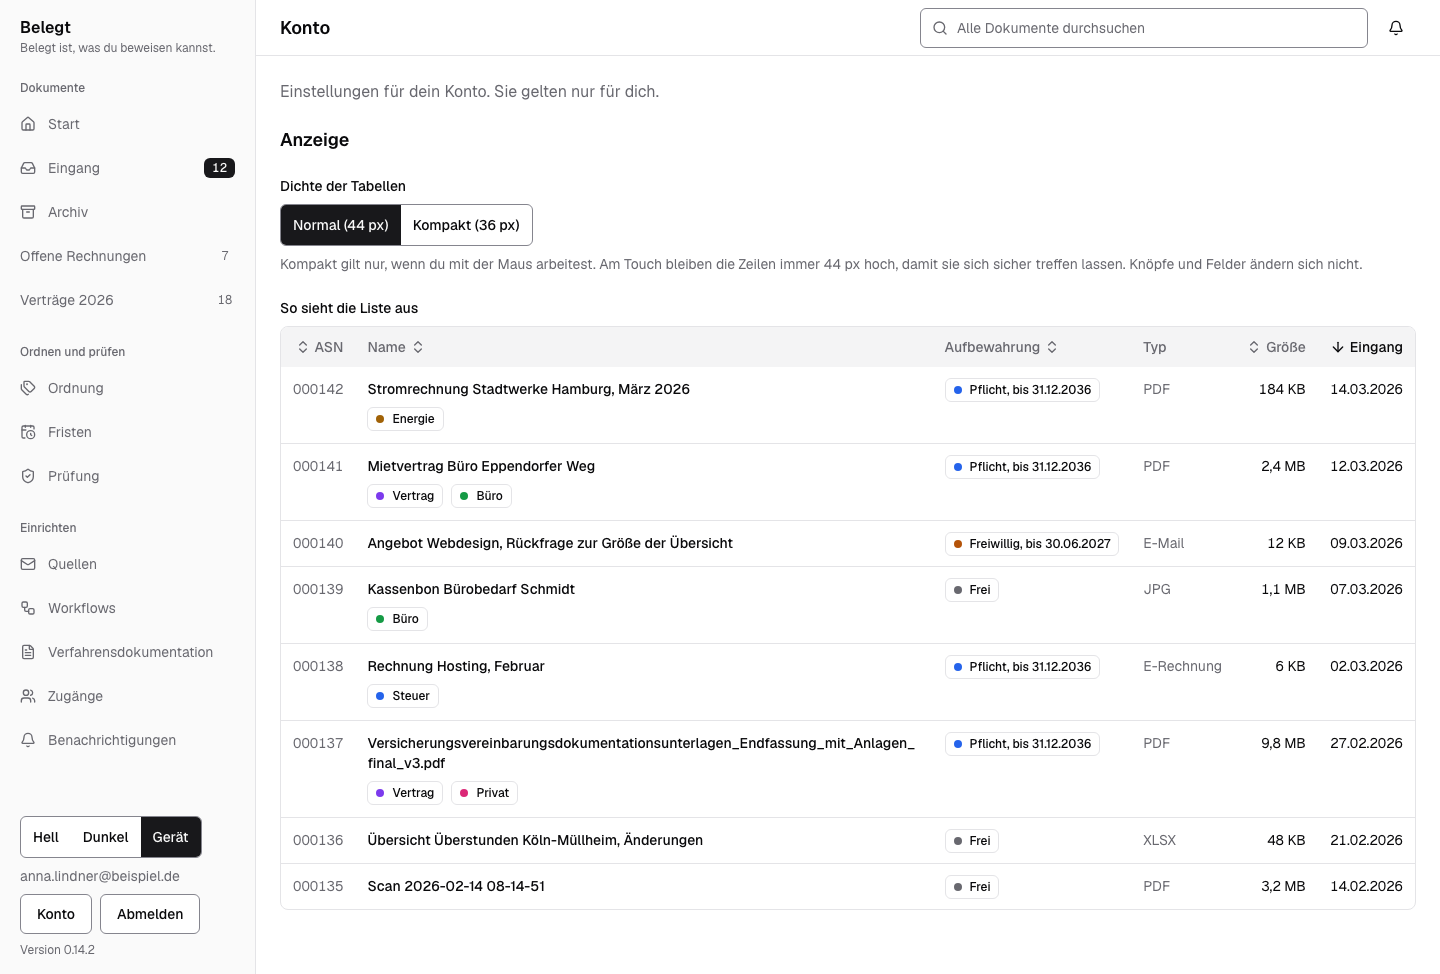 Belegt
Belegt ist, was du beweisen kannst.
Dokumente
Start
Eingang 12
Archiv
Offene Rechnungen 7
Verträge 2026 18
Ordnen und prüfen
Ordnung
Fristen
Prüfung
Einrichten
Quellen
Workflows
Verfahrensdokumentation
Zugänge
Benachrichtigungen
Hell Dunkel Gerät
anna.lindner@beispiel.de
Konto Abmelden
Version 0.14.2
Konto
Alle Dokumente durchsuchen
Einstellungen für dein Konto. Sie gelten nur für dich.
Anzeige
Dichte der Tabellen
Normal (44 px) Kompakt (36 px)
Kompakt gilt nur, wenn du mit der Maus arbeitest. Am Touch bleiben die Zeilen immer 44 px hoch, damit sie sich sicher treffen lassen. Knöpfe und Felder ändern sich nicht.
So sieht die Liste aus
ASN Name Aufbewahrung Typ Größe Eingang
000142 Stromrechnung Stadtwerke Hamburg, März 2026 Pflicht, bis 31.12.2036 PDF 184 KB 14.03.2026
Energie
000141 Mietvertrag Büro Eppendorfer Weg Pflicht, bis 31.12.2036 PDF 2,4 MB 12.03.2026
Vertrag Büro
000140 Angebot Webdesign, Rückfrage zur Größe der Übersicht Freiwillig, bis 30.06.2027 E-Mail 12 KB 09.03.2026
000139 Kassenbon Bürobedarf Schmidt Frei JPG 1,1 MB 07.03.2026
Büro
000138 Rechnung Hosting, Februar Pflicht, bis 31.12.2036 E-Rechnung 6 KB 02.03.2026
Steuer
000137 Versicherungsvereinbarungsdokumentationsunterlagen_Endfassung_mit_Anlagen_ Pflicht, bis 31.12.2036 PDF 9,8 MB 27.02.2026
final_v3.pdf
Vertrag Privat
000136 Übersicht Überstunden Köln-Müllheim, Änderungen Frei XLSX 48 KB 21.02.2026
000135 Scan 2026-02-14 08-14-51 Frei PDF 3,2 MB 14.02.2026